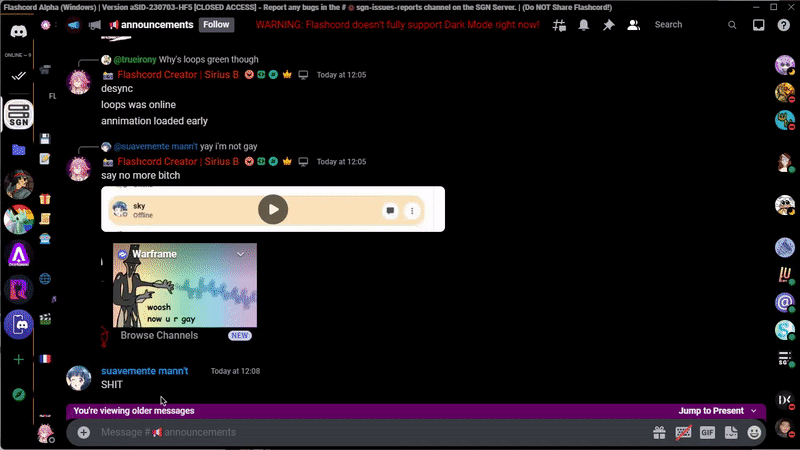 Flashcord Alpha (Windows) | Version aSID-230703-HF5 [CLOSED ACCESS] - Report any bugs in the # sgn-issues-reports channel on the SGN Server. | (Do NOT Share Flashcord!)
announcements Follow WARNING: Flashcord doesn't fully support Dark Mode right now! Search
ONLINE — 9
FL
SGN
@trueirony Why's loops green though
Flashcord Creator | Sirius B Today at 12:05
desync
loops was online
annimation loaded early
@suavemente mann't yay i'm not gay
Flashcord Creator | Sirius B Today at 12:05
say no more bitch
sky
Offline
Warframe
woosh
now u r gay
Browse Channels NEW
suavemente mann't Today at 12:08
SHIT
You're viewing older messages Jump to Present
Message # announcements
GIF